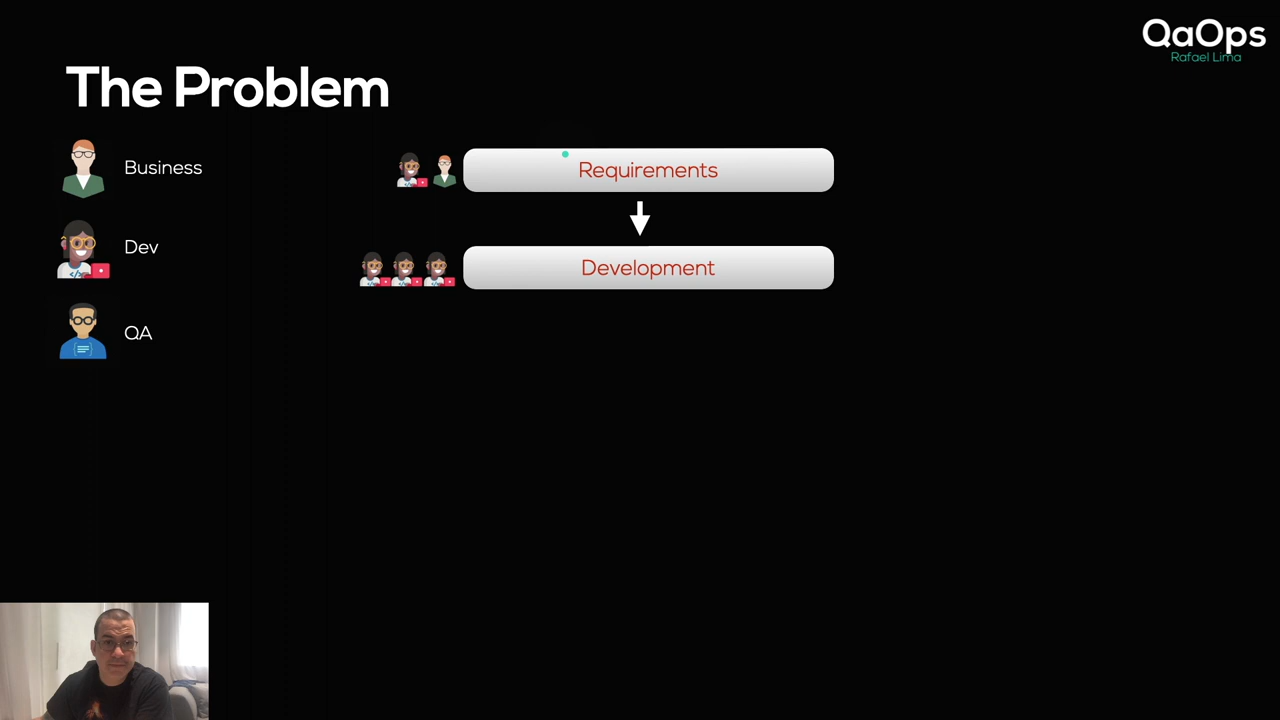 QaOps
Rafael Lima
The Problem
Business
Dev
QA
Requirements
Development